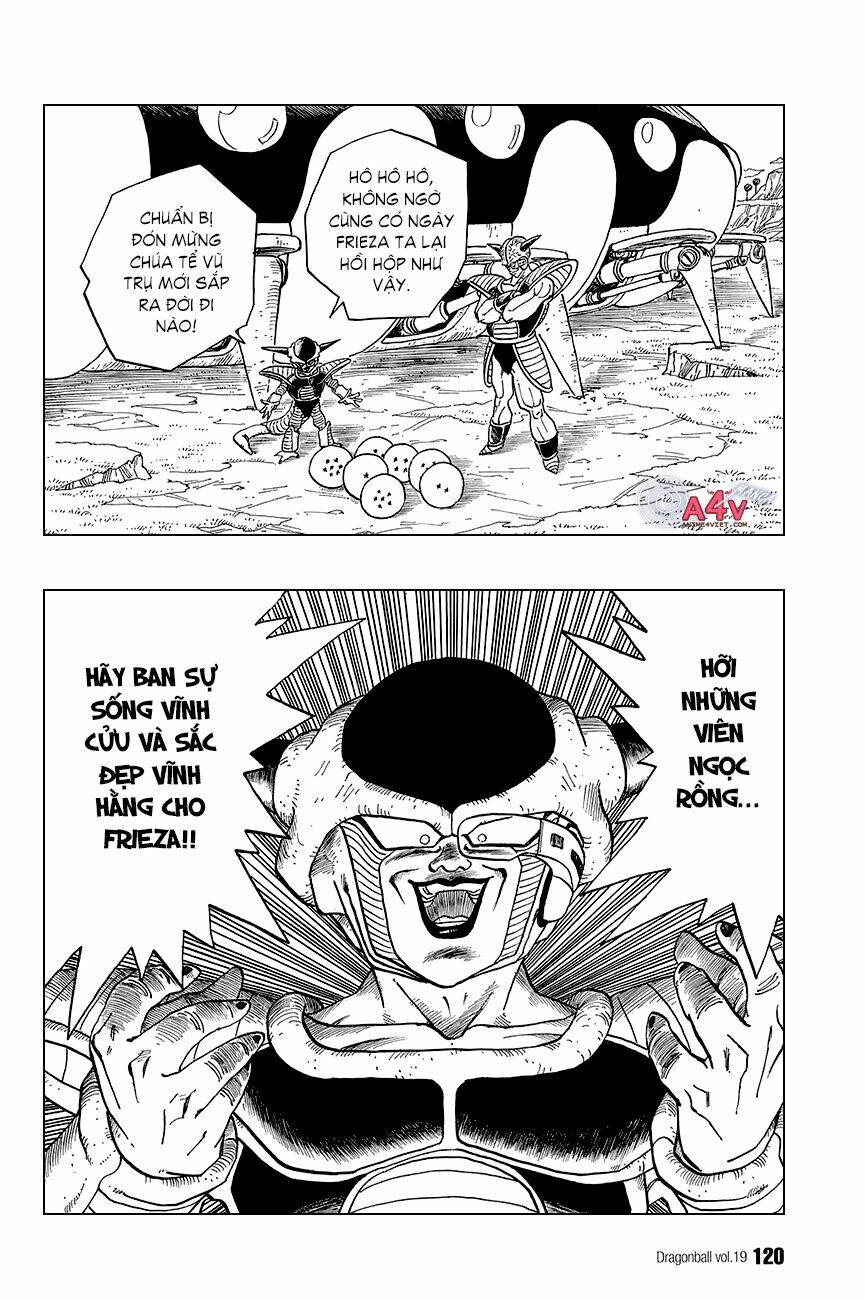 HÔ HÔ HÔ,
KHÔNG NGỜ
CŨNG CÓ NGÀY
FRIEZA TA LẠI
HỒI HỘP NHƯ
VẬY.
CHUẨN BỊ
ĐÓN MỪNG
CHÚA TỂ VŨ
TRỤ MỚI SẮP
RA ĐỜI ĐI
NÀO!
A4V
ANIME4VIET.COM
HỠI
NHỮNG
VIÊN
NGỌC
RỒNG...
HÃY BAN SỰ
SỐNG VĨNH
CỬU VÀ SẮC
ĐẸP VĨNH
HẰNG CHO
FRIEZA!!
Dragonball vol.19 120